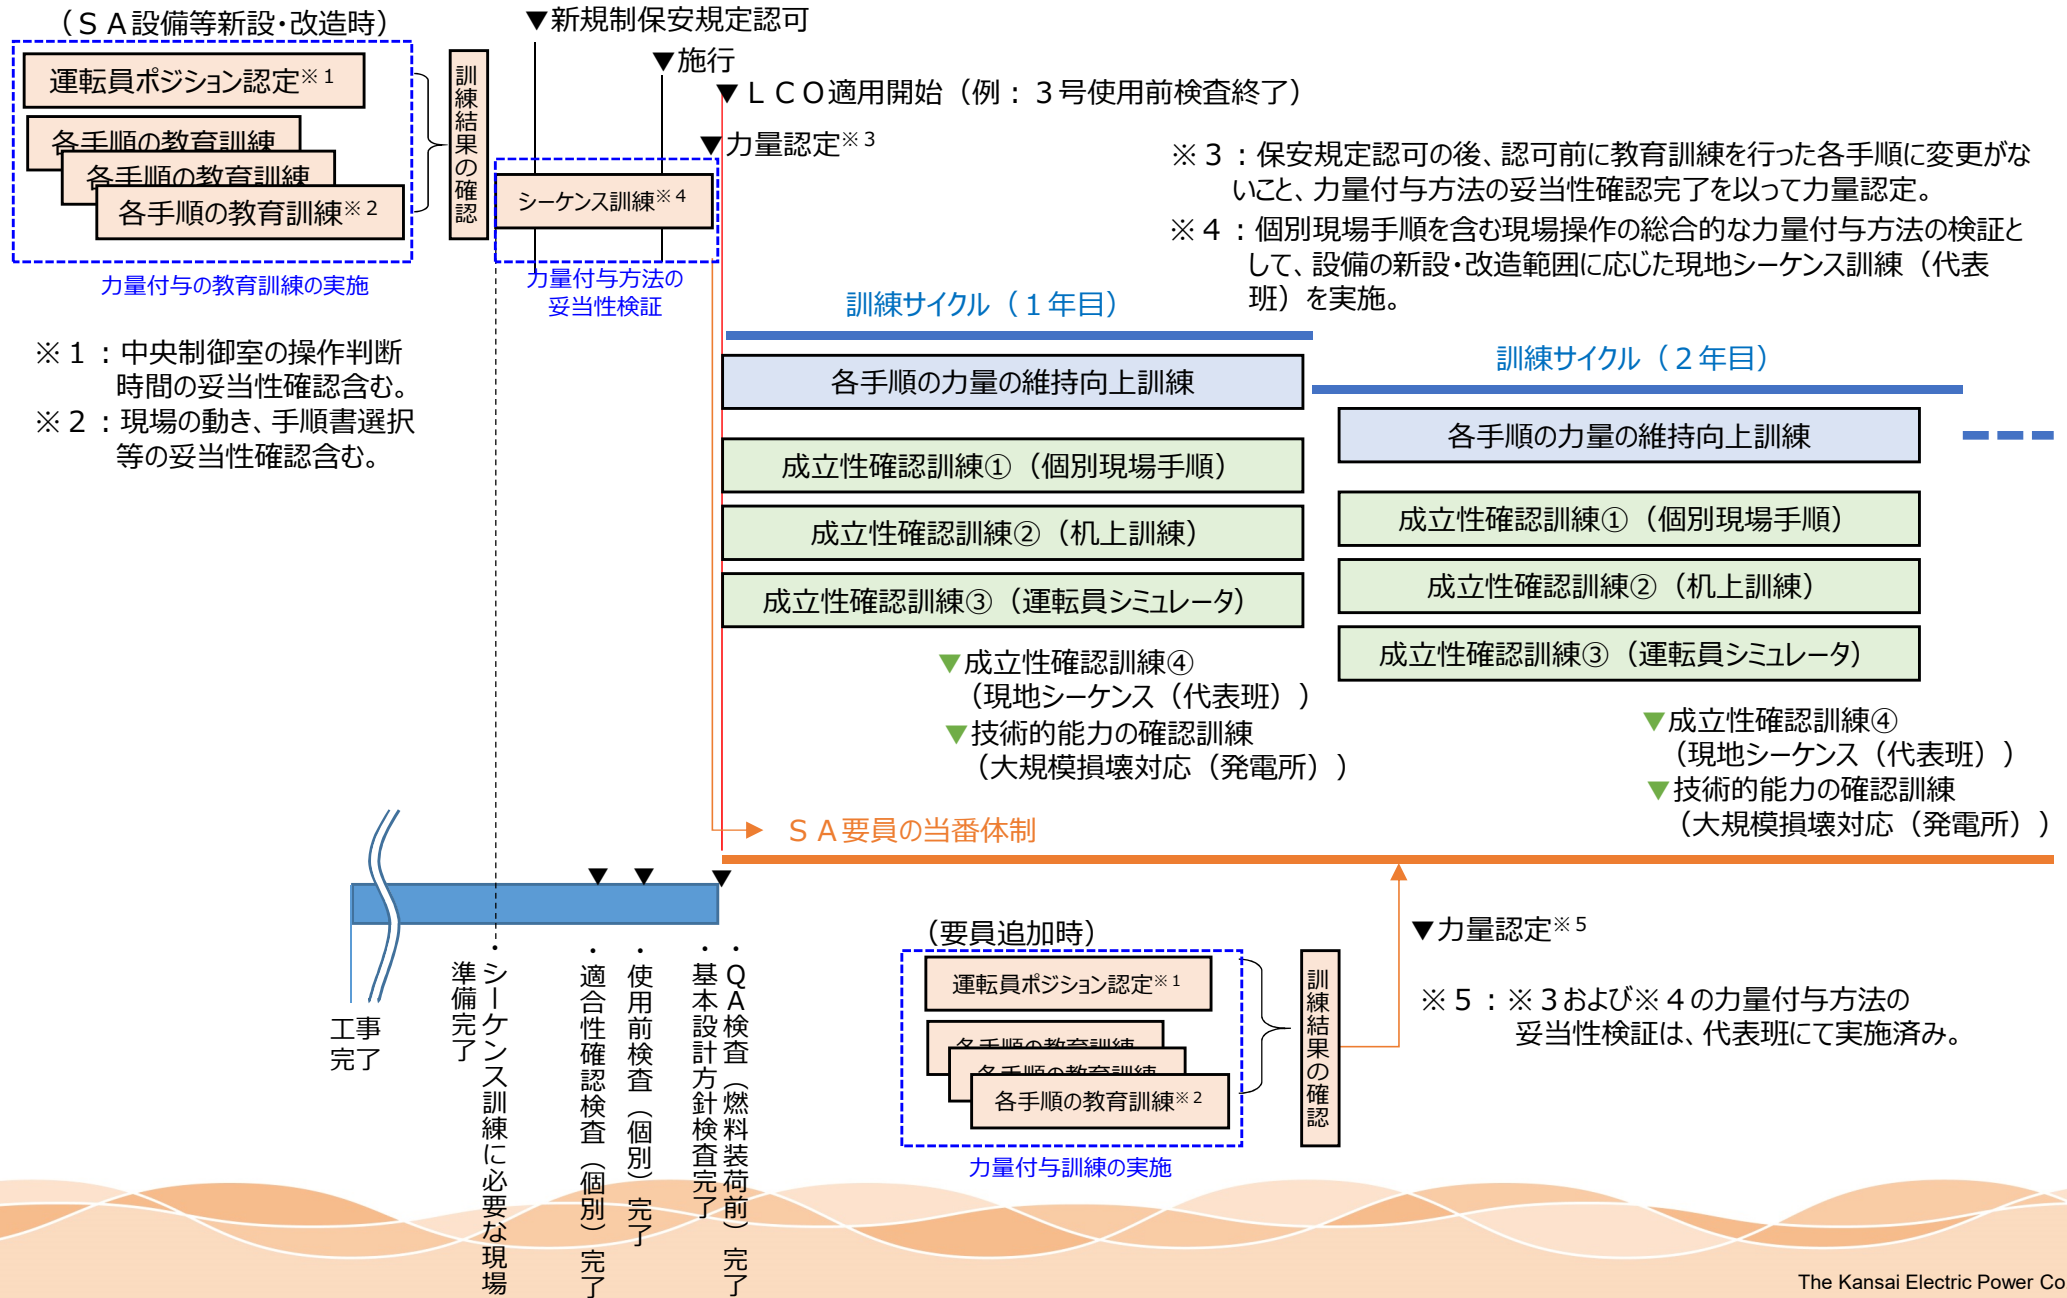 （ＳＡ設備等新設・改造時）
運転員ポジション認定※１
各手順の教育訓練
各手順の教育訓練
各手順の教育訓練※２
訓練結果の確認
力量付与の教育訓練の実施
▼新規制保安規定認可
▼施行
▼ＬＣＯ適用開始（例：３号使用前検査終了）
▼力量認定※３
シーケンス訓練※４
力量付与方法の
妥当性検証
※３：保安規定認可の後、認可前に教育訓練を行った各手順に変更がな
いこと、力量付与方法の妥当性確認完了を以って力量認定。
※４：個別現場手順を含む現場操作の総合的な力量付与方法の検証と
して、設備の新設・改造範囲に応じた現地シーケンス訓練（代表
班）を実施。
※１：中央制御室の操作判断
時間の妥当性確認含む。
※２：現場の動き、手順書選択
等の妥当性確認含む。
訓練サイクル（１年目）
各手順の力量の維持向上訓練
成立性確認訓練①（個別現場手順）
成立性確認訓練②（机上訓練）
成立性確認訓練③（運転員シミュレータ）
▼成立性確認訓練④
（現地シーケンス（代表班））
▼技術的能力の確認訓練
（大規模損壊対応（発電所））
訓練サイクル（２年目）
各手順の力量の維持向上訓練
成立性確認訓練①（個別現場手順）
成立性確認訓練②（机上訓練）
成立性確認訓練③（運転員シミュレータ）
▼成立性確認訓練④
（現地シーケンス（代表班））
▼技術的能力の確認訓練
（大規模損壊対応（発電所））
ＳＡ要員の当番体制
工事
完了
・シーケンス訓練に必要な現場
準備完了
・適合性確認検査（個別）完了
・使用前検査（個別）完了
・ＱＡ検査（燃料装荷前）完了
・基本設計方針検査完了
（要員追加時）
運転員ポジション認定※１
各手順の教育訓練
各手順の教育訓練
各手順の教育訓練※２
訓練結果の確認
力量付与訓練の実施
▼力量認定※５
※５：※３および※４の力量付与方法の
妥当性検証は、代表班にて実施済み。
The Kansai Electric Power Co